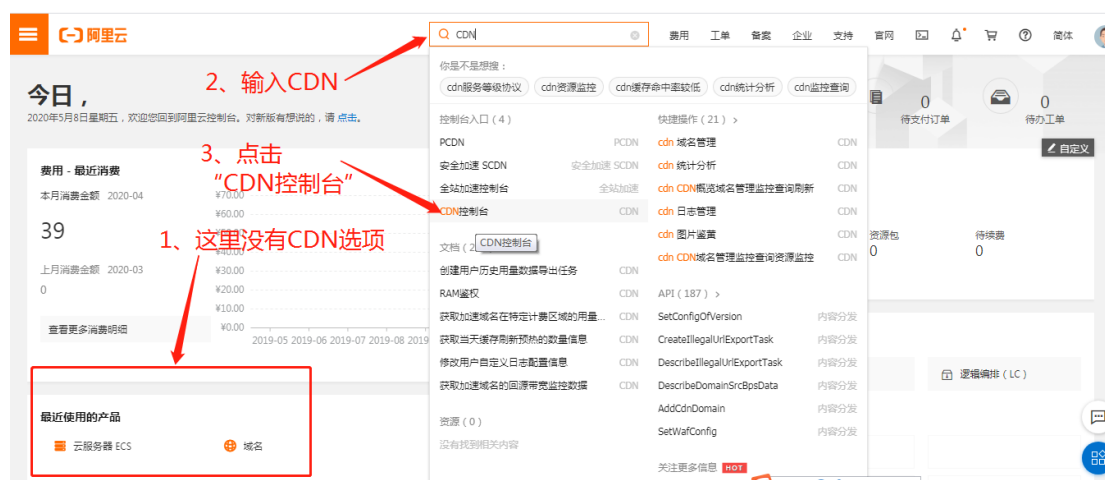 阿里云
CDN
费用
工单
备案
企业
支持
官网
简体
2、输入CDN
你是不是想搜：
cdn服务等级协议
cdn资源监控
cdn缓存命中率较低
cdn统计分析
cdn监控查询
今日，
2020年5月8日星期五，欢迎您回到阿里云控制台。对新版有想说的，请 点击。
0
待支付订单
0
待办工单
自定义
控制台入口 ( 4 )
PCDN PCDN
安全加速 SCDN 安全加速 SCDN
全站加速控制台 全站加速
CDN控制台 CDN
CDN控制台
快捷操作 ( 21 ) >
cdn 域名管理 CDN
cdn 统计分析 CDN
cdn CDN概览域名管理监控查询刷新 CDN
cdn 日志管理 CDN
cdn 图片鉴黄 CDN
cdn CDN域名管理监控查询资源监控 CDN
3、点击
“CDN控制台”
1、这里没有CDN选项
费用 - 最近消费
本月消费金额 2020-04
39
上月消费金额 2020-03
0
查看更多消费明细
¥70.00
¥60.00
¥30.00
¥20.00
¥10.00
¥0.00
2019-05 2019-06 2019-07 2019-08 2019
资源包
0
待续费
0
文档 ( 2
创建用户历史用量数据导出任务 CDN
RAM鉴权 CDN
获取加速域名在特定计费区域的用量... CDN
获取当天缓存刷新预热的数量信息 CDN
修改用户自定义日志配置信息 CDN
获取加速域名的回源带宽监控数据 CDN
API ( 187 ) >
SetConfigOfVersion 内容分发
CreateIllegalUrlExportTask 内容分发
DescribeIllegalUrlExportTask 内容分发
DescribeDomainSrcBpsData 内容分发
AddCdnDomain 内容分发
SetWafConfig 内容分发
资源 ( 0 )
没有找到相关内容
关注更多信息 HOT
逻辑编排 ( LC )
最近使用的产品
云服务器 ECS
域名